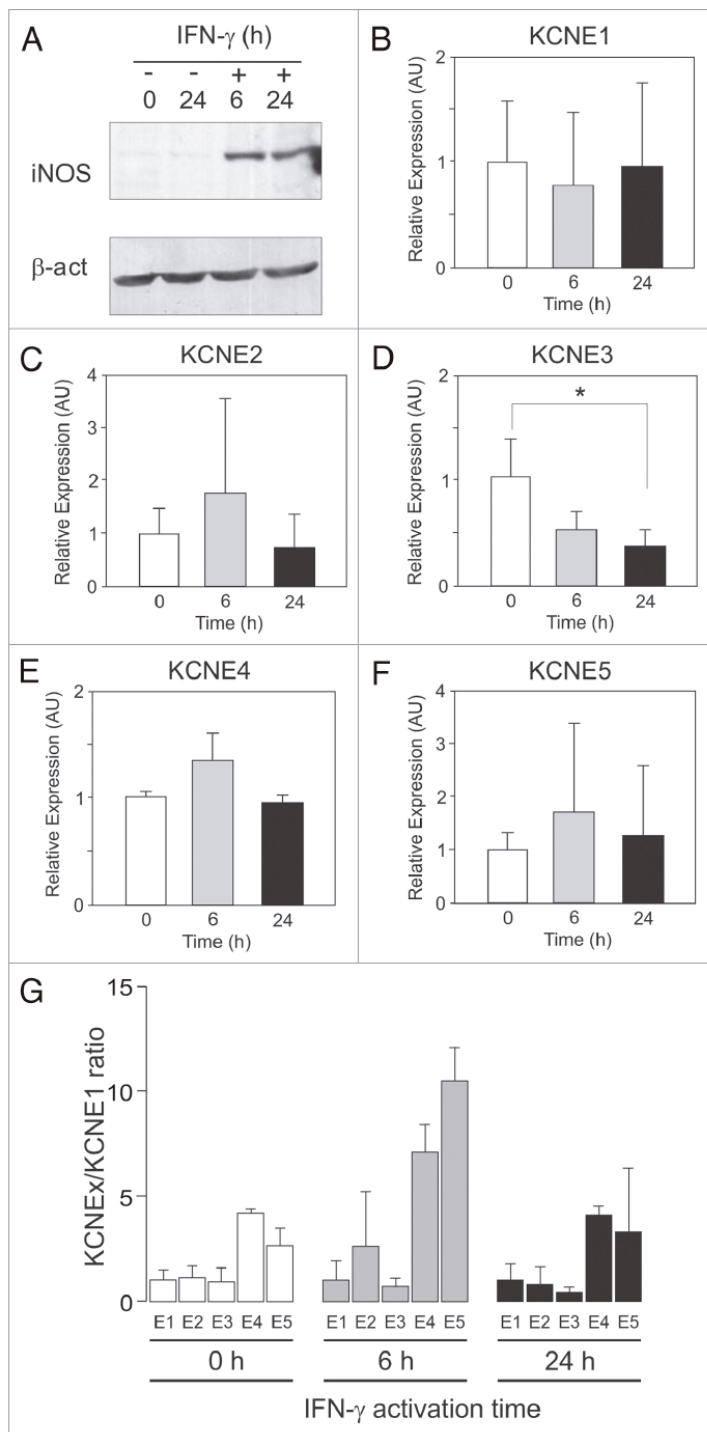 A
IFN-γ (h)
- - + +
0 24 6 24
iNOS
β-act
B
KCNE1
Relative Expression (AU)
2
1
0
0 6 24
Time (h)
C
KCNE2
Relative Expression (AU)
4
3
2
1
0
0 6 24
Time (h)
D
KCNE3
Relative Expression (AU)
2
1
0
*
0 6 24
Time (h)
E
KCNE4
Relative Expression (AU)
2
1
0
0 6 24
Time (h)
F
KCNE5
Relative Expression (AU)
4
3
2
1
0
0 6 24
Time (h)
G
KCNEx/KCNE1 ratio
15
10
5
0
E1 E2 E3 E4 E5 E1 E2 E3 E4 E5 E1 E2 E3 E4 E5
0 h 6 h 24 h
IFN-γ activation time